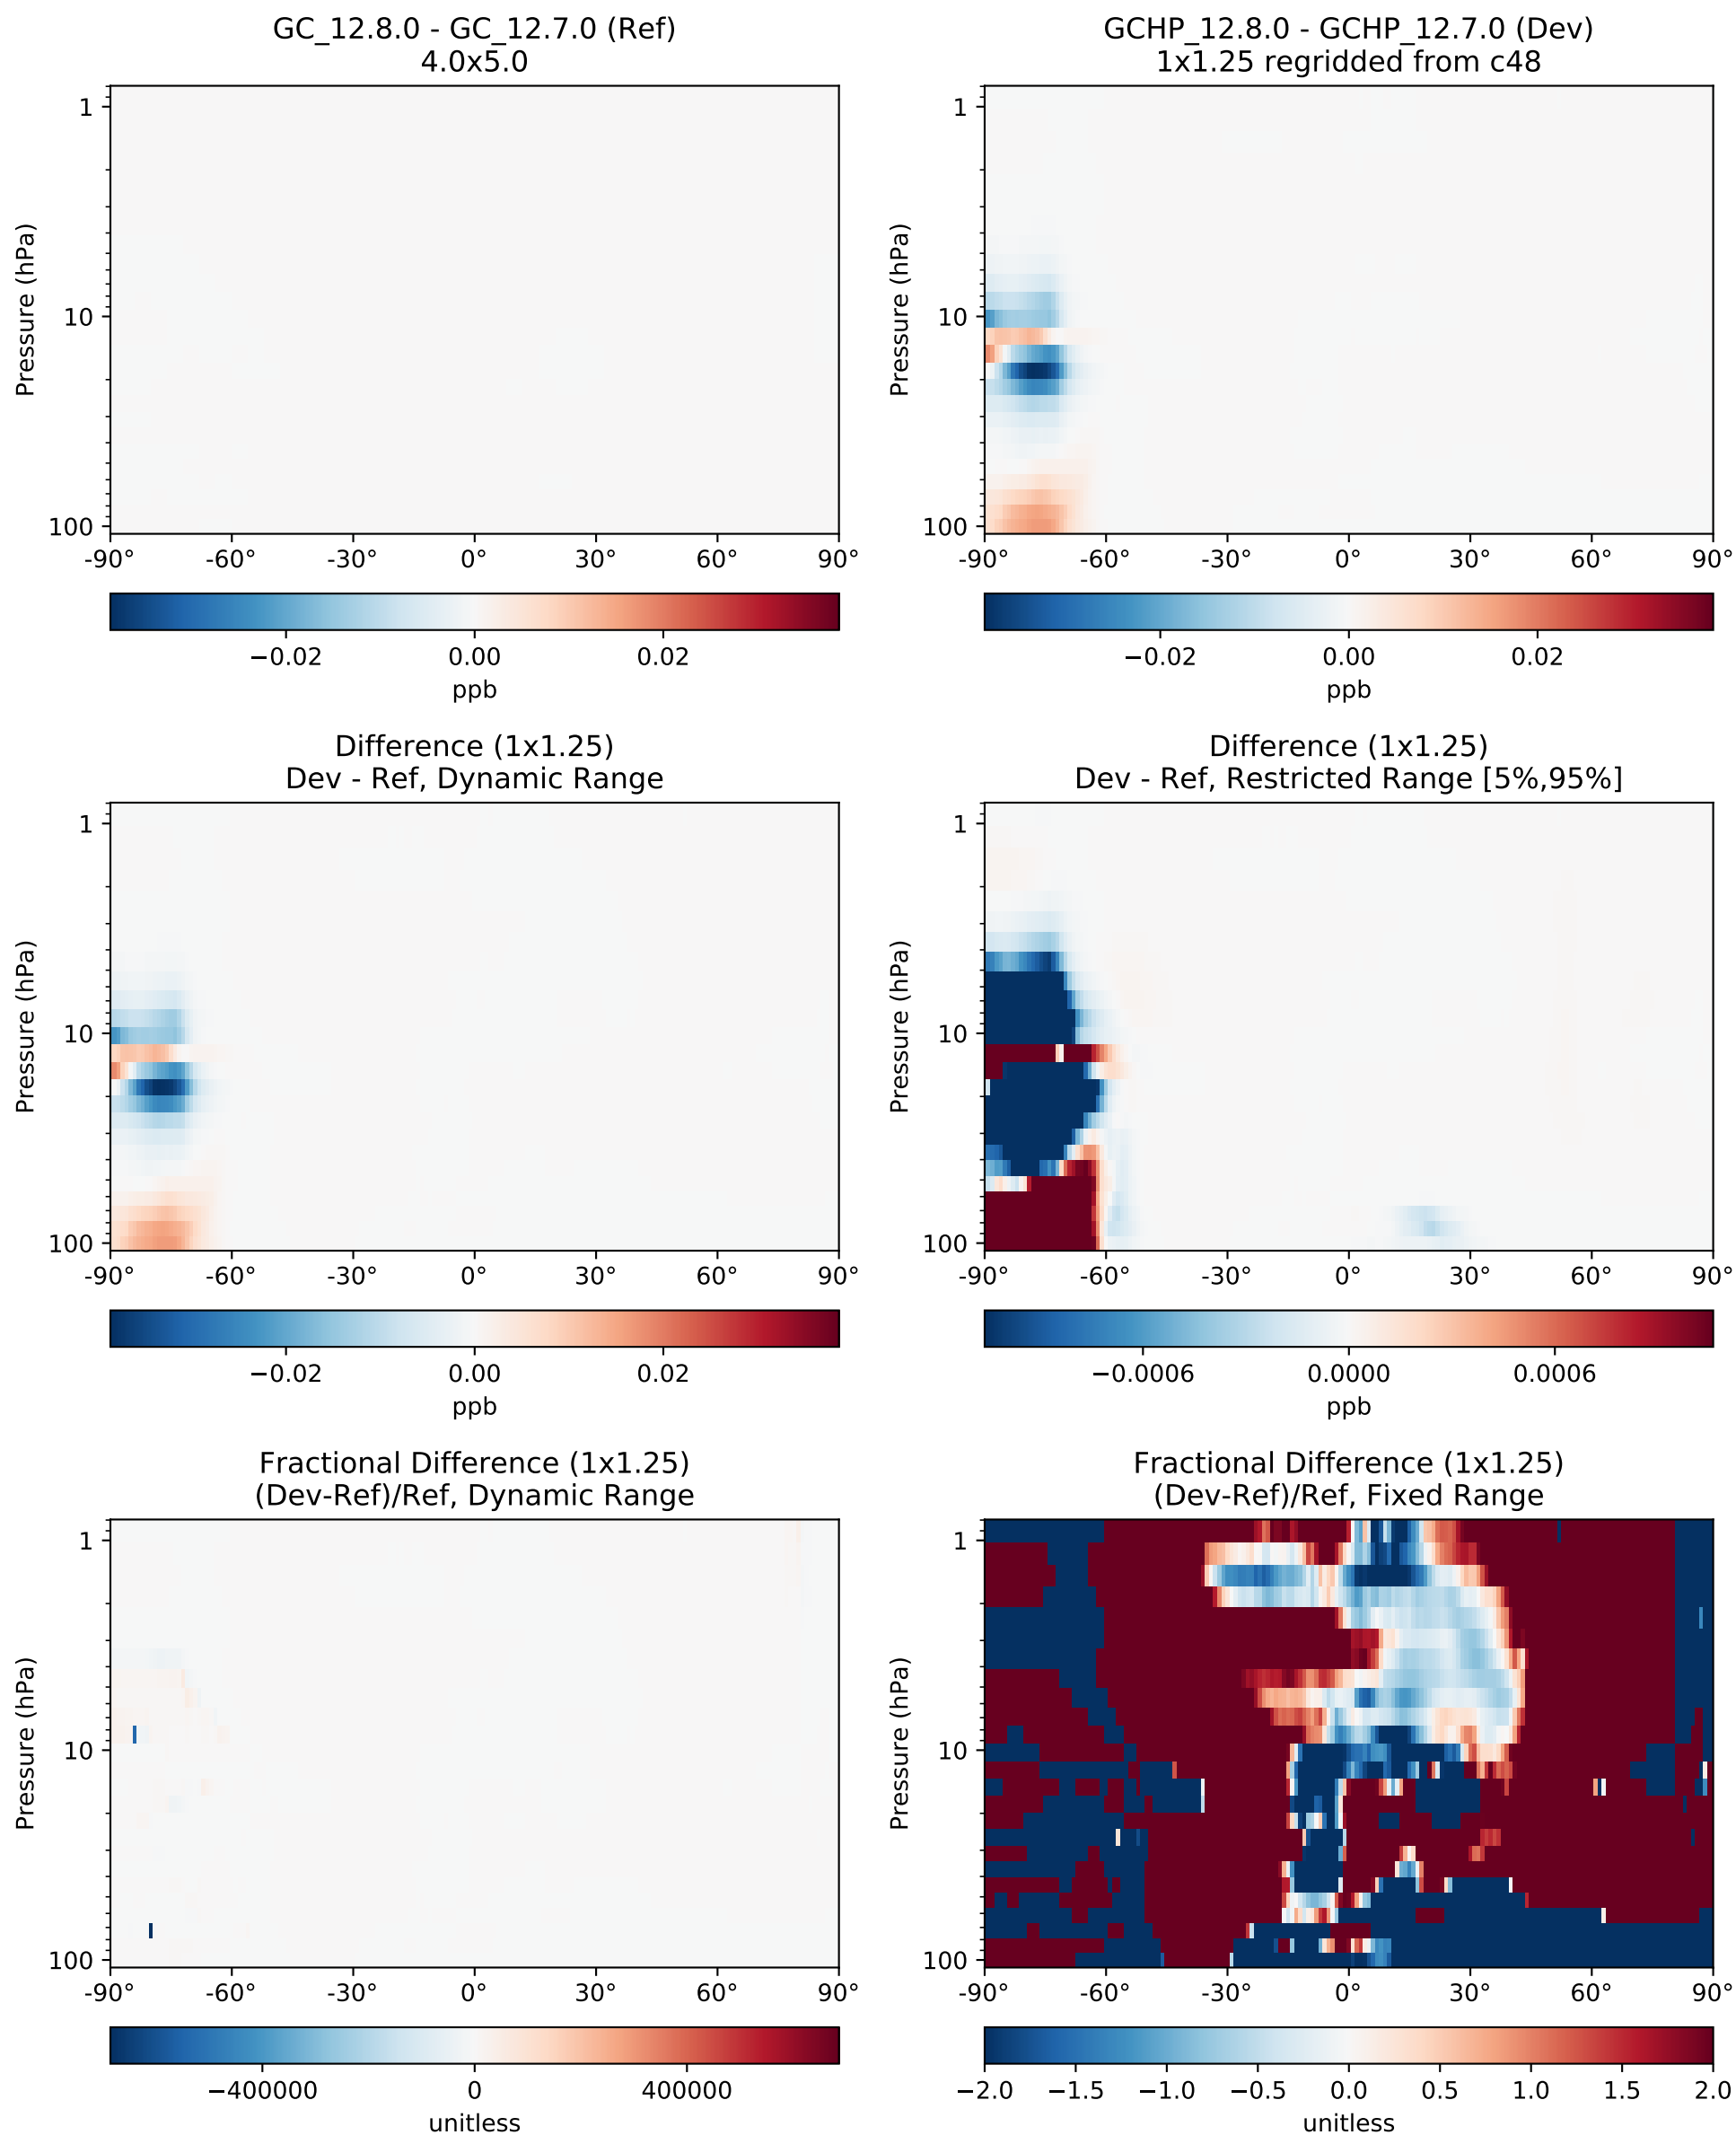 GC_12.8.0 - GC_12.7.0 (Ref)
4.0x5.0
GCHP_12.8.0 - GCHP_12.7.0 (Dev)
1x1.25 regridded from c48
Pressure (hPa)
1
10
100
-90° -60° -30° 0° 30° 60° 90°
−0.02 0.00 0.02
ppb
Pressure (hPa)
1
10
100
-90° -60° -30° 0° 30° 60° 90°
−0.02 0.00 0.02
ppb
Difference (1x1.25)
Dev - Ref, Dynamic Range
Difference (1x1.25)
Dev - Ref, Restricted Range [5%,95%]
Pressure (hPa)
1
10
100
-90° -60° -30° 0° 30° 60° 90°
−0.02 0.00 0.02
ppb
Pressure (hPa)
1
10
100
-90° -60° -30° 0° 30° 60° 90°
−0.0006 0.0000 0.0006
ppb
Fractional Difference (1x1.25)
(Dev-Ref)/Ref, Dynamic Range
Fractional Difference (1x1.25)
(Dev-Ref)/Ref, Fixed Range
Pressure (hPa)
1
10
100
-90° -60° -30° 0° 30° 60° 90°
−400000 0 400000
unitless
Pressure (hPa)
1
10
100
-90° -60° -30° 0° 30° 60° 90°
−2.0 −1.5 −1.0 −0.5 0.0 0.5 1.0 1.5 2.0
unitless